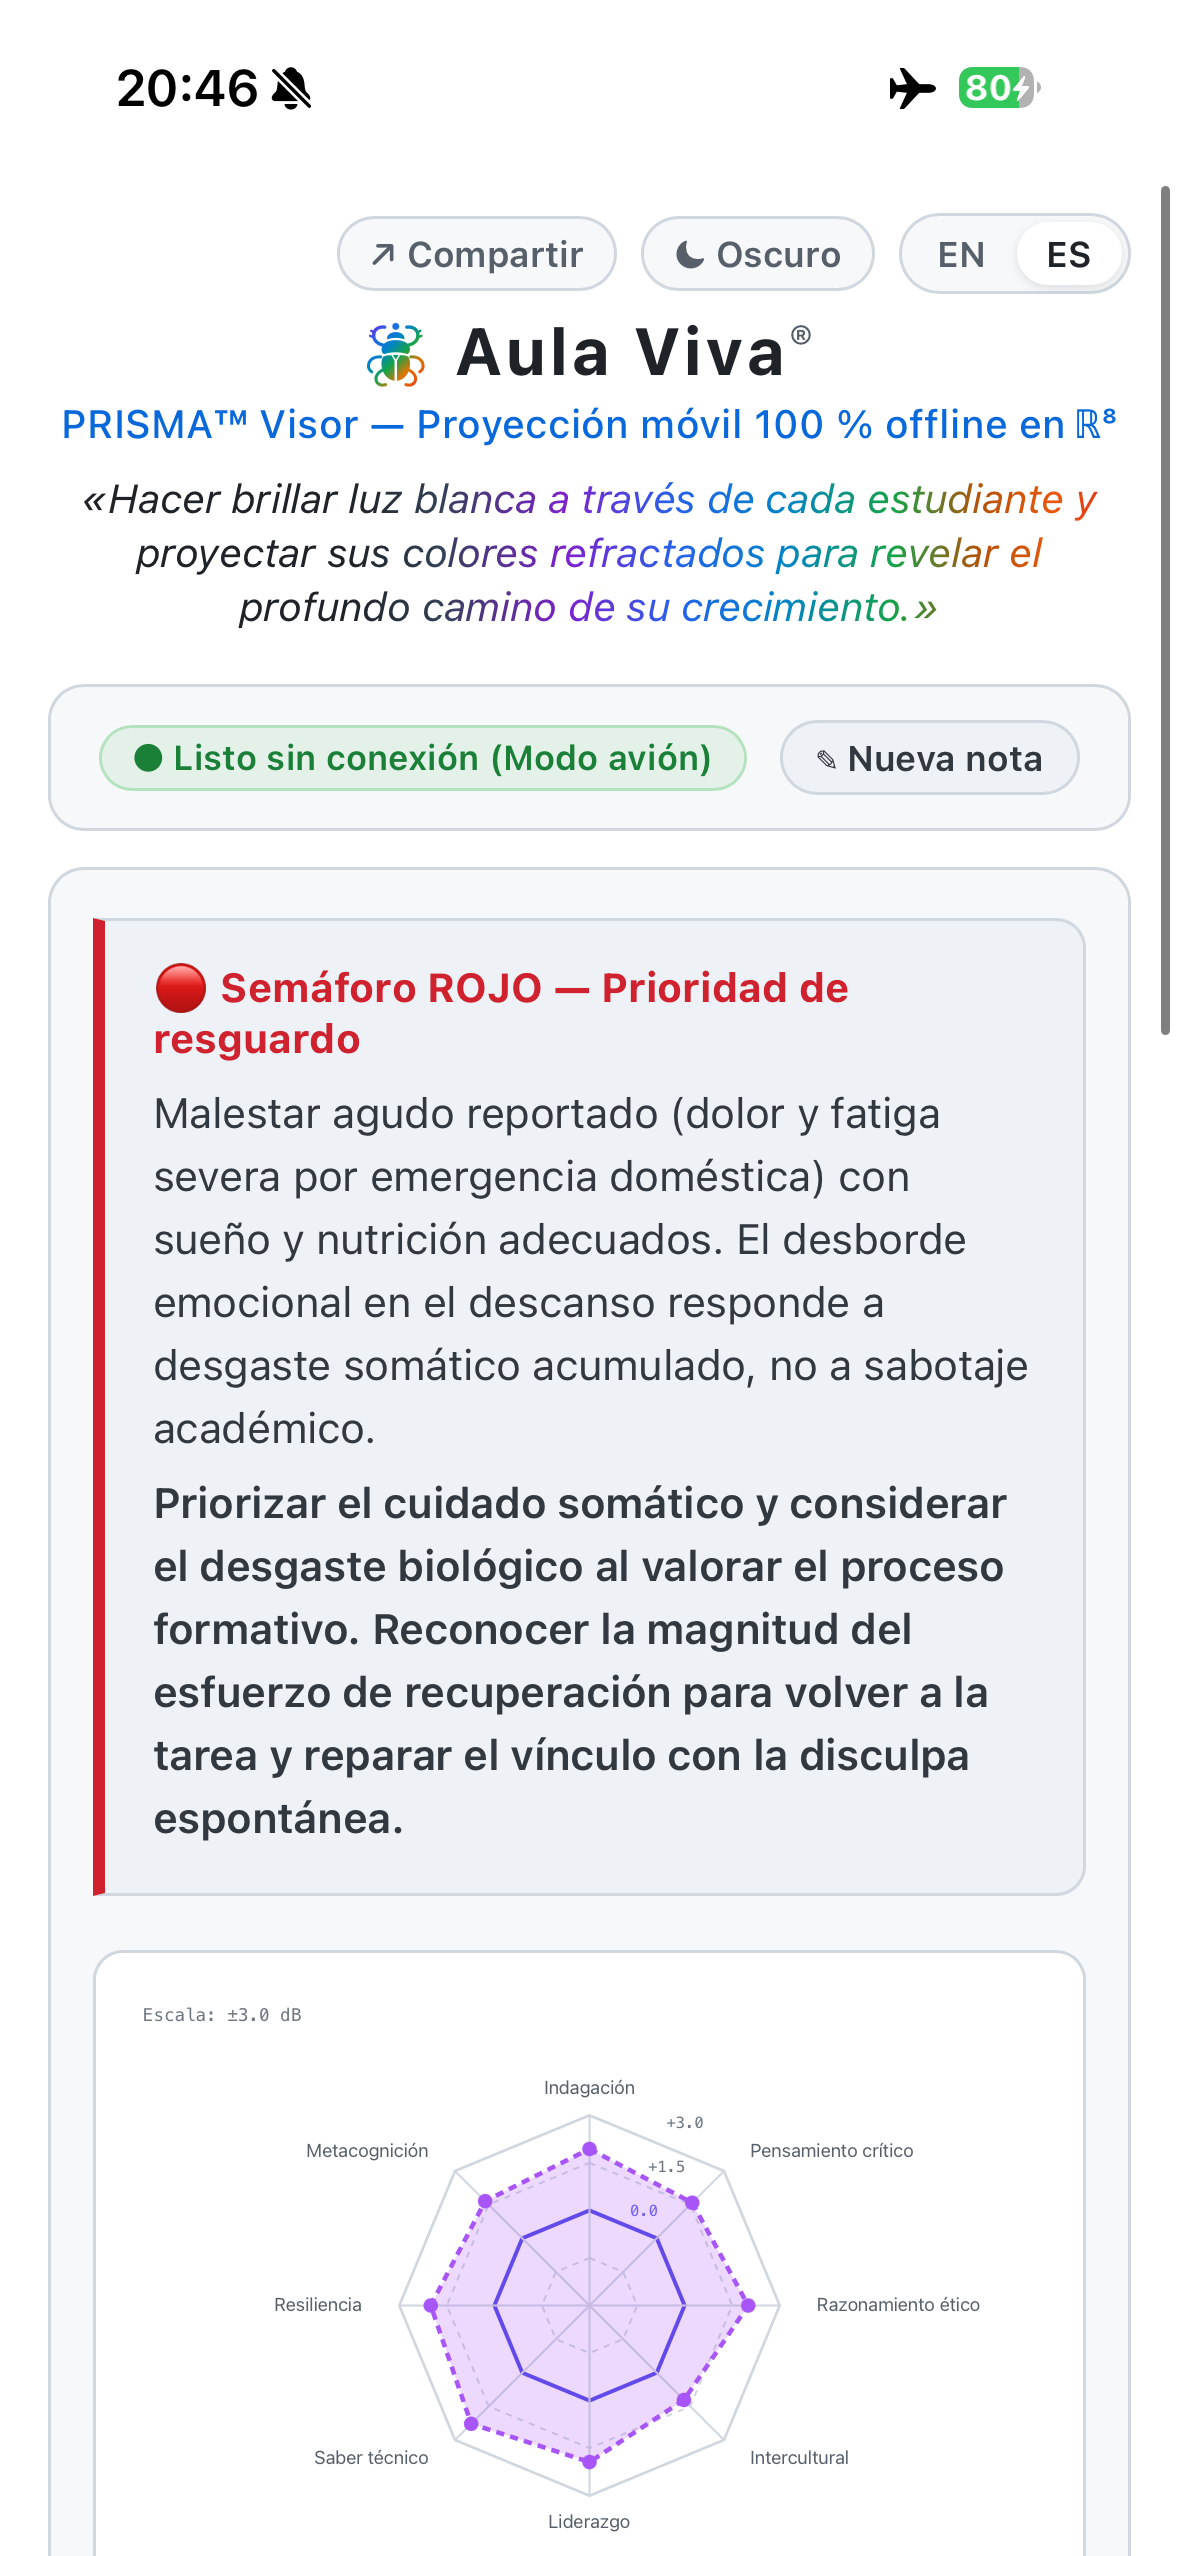 20:46
80
Compartir
Oscuro
EN ES
Aula Viva®
PRISMA™ Visor — Proyección móvil 100 % offline en ℝ⁸
«Hacer brillar luz blanca a través de cada estudiante y
proyectar sus colores refractados para revelar el
profundo camino de su crecimiento.»
Listo sin conexión (Modo avión)
Nueva nota
Semáforo ROJO — Prioridad de
resguardo
Malestar agudo reportado (dolor y fatiga
severa por emergencia doméstica) con
sueño y nutrición adecuados. El desborde
emocional en el descanso responde a
desgaste somático acumulado, no a sabotaje
académico.
Priorizar el cuidado somático y considerar
el desgaste biológico al valorar el proceso
formativo. Reconocer la magnitud del
esfuerzo de recuperación para volver a la
tarea y reparar el vínculo con la disculpa
espontánea.
Escala: ±3.0 dB
Indagación
+3.0
Metacognición
Pensamiento crítico
+1.5
0.0
Resiliencia
Razonamiento ético
Saber técnico
Intercultural
Liderazgo